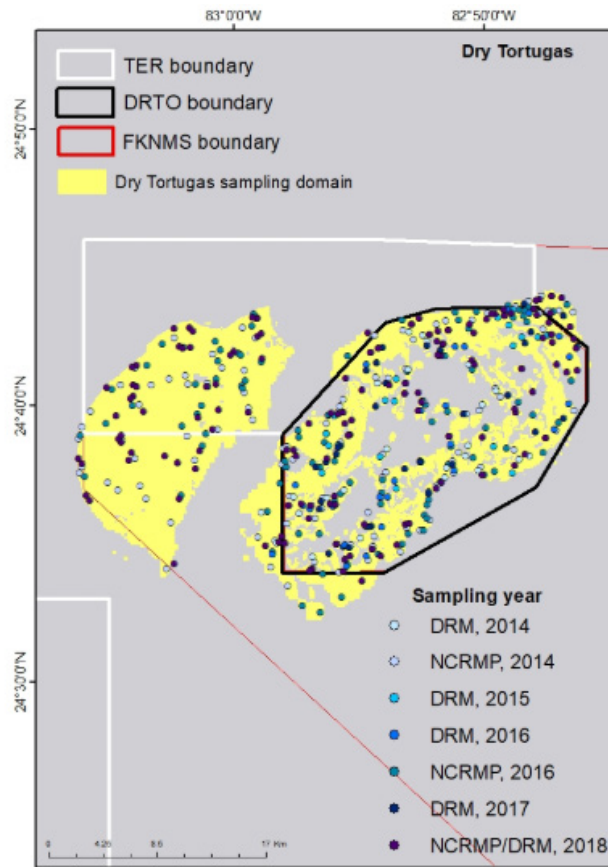 83°0'0"W 82°50'0"W
Dry Tortugas
TER boundary
DRTO boundary
FKNMS boundary
Dry Tortugas sampling domain
24°50'0"N
24°40'0"N
24°30'0"N
Sampling year
DRM, 2014
NCRMP, 2014
DRM, 2015
DRM, 2016
NCRMP, 2016
DRM, 2017
NCRMP/DRM, 2018
0 4.25 8.5 17 Km